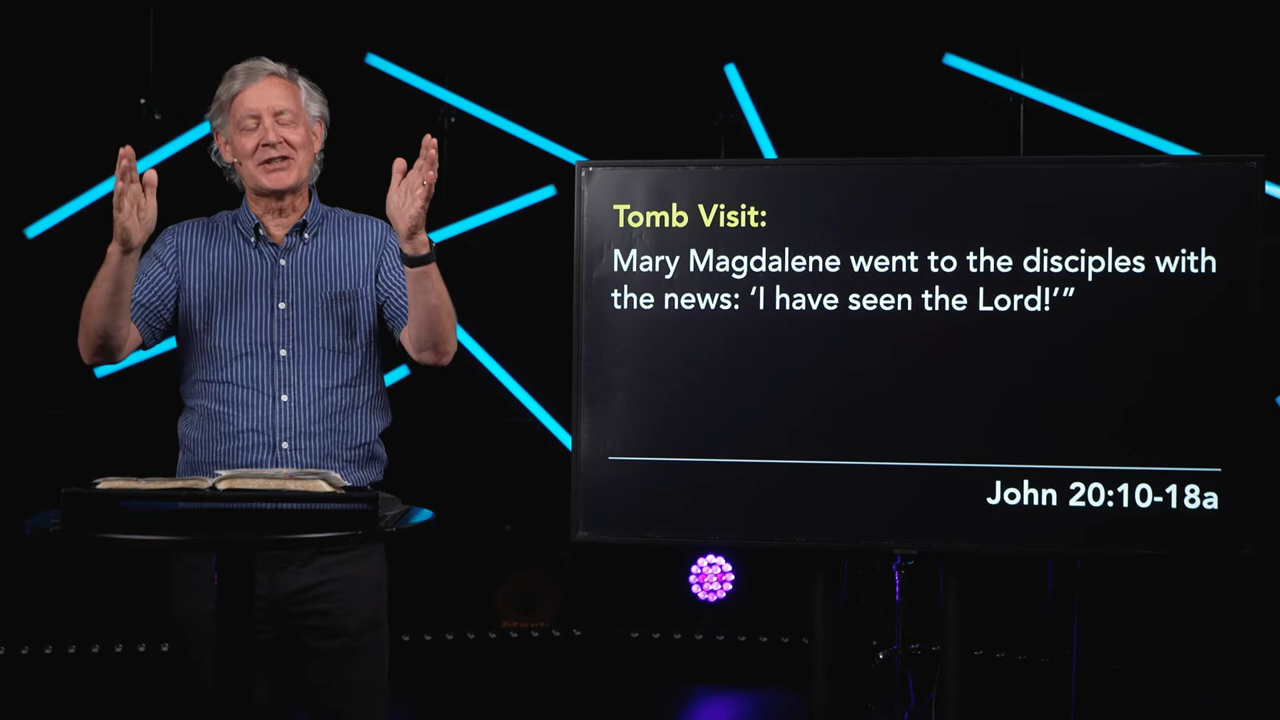 Tomb Visit:
Mary Magdalene went to the disciples with
the news: ‘I have seen the Lord!’”
John 20:10-18a